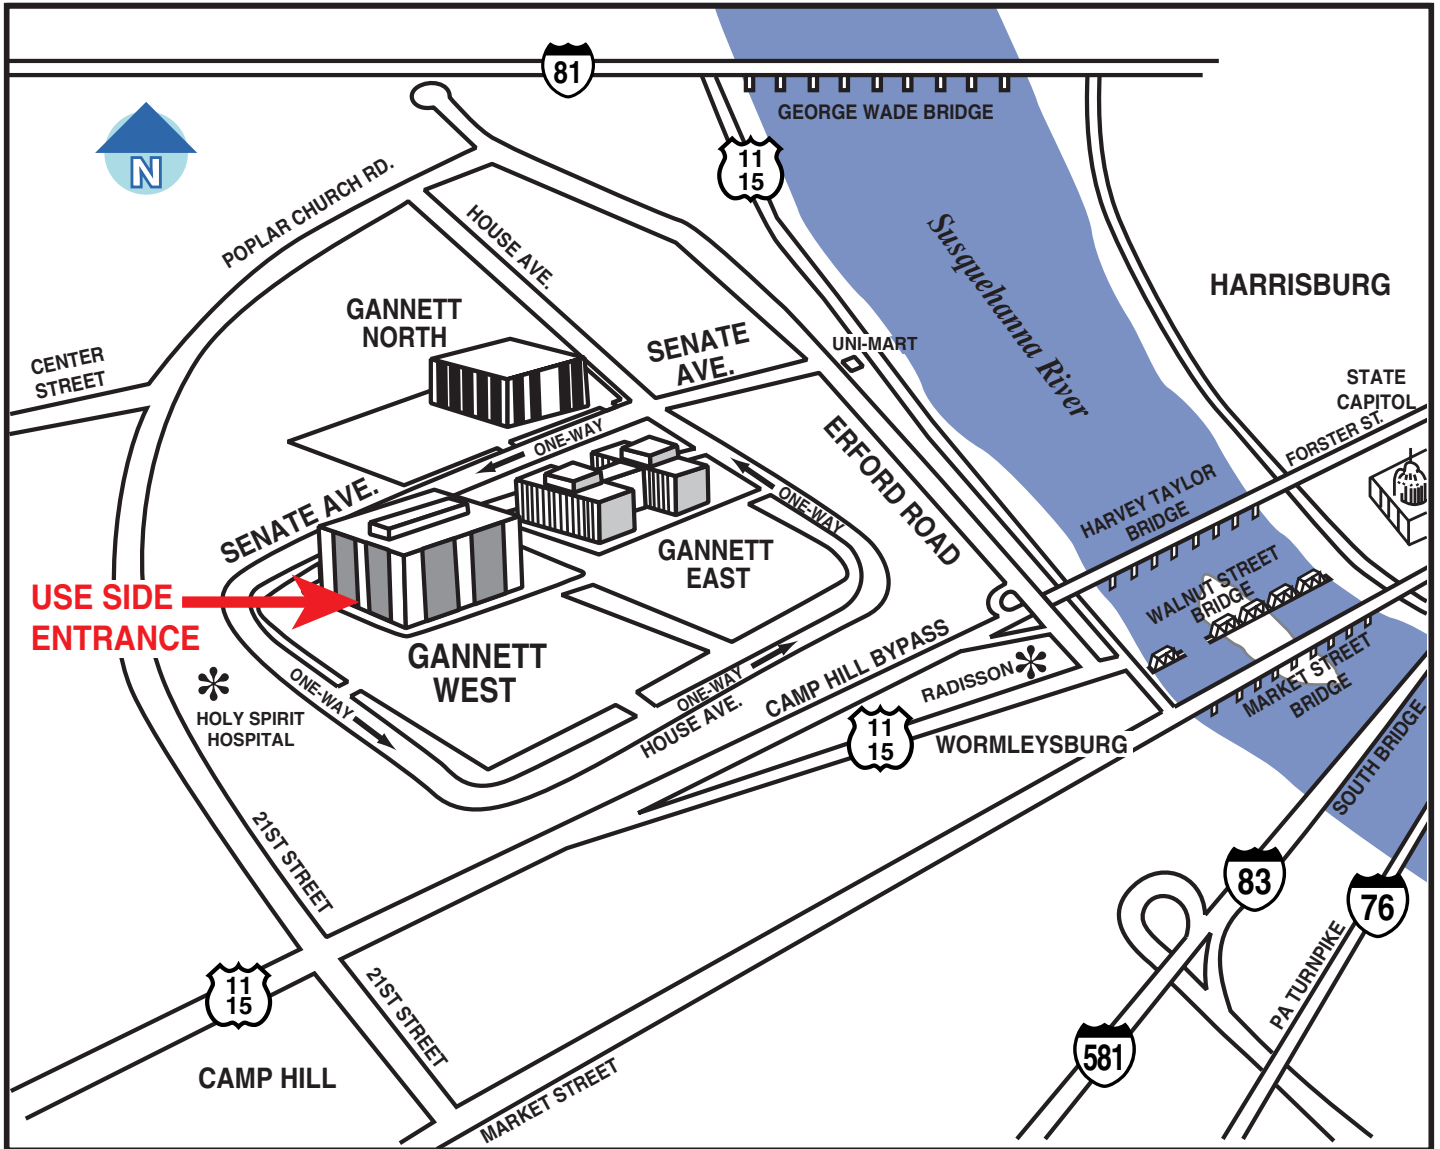 81
GEORGE WADE BRIDGE
11
15
N
POPLAR CHURCH RD.
HOUSE AVE.
Susquehanna River
HARRISBURG
GANNETT
NORTH
SENATE
AVE.
UNI-MART
CENTER
STREET
STATE
CAPITOL
FORSTER ST.
ONE-WAY
ERFORD ROAD
HARVEY TAYLOR
BRIDGE
SENATE AVE.
ONE-WAY
GANNETT
EAST
WALNUT STREET
BRIDGE
USE SIDE
ENTRANCE
GANNETT
WEST
CAMP HILL BYPASS
RADISSON
MARKET STREET
BRIDGE
HOLY SPIRIT
HOSPITAL
ONE-WAY
ONE-WAY
HOUSE AVE.
11
15
WORMLEYSBURG
SOUTH BRIDGE
21ST STREET
83
76
PA TURNPIKE
11
15
21ST STREET
581
CAMP HILL
MARKET STREET